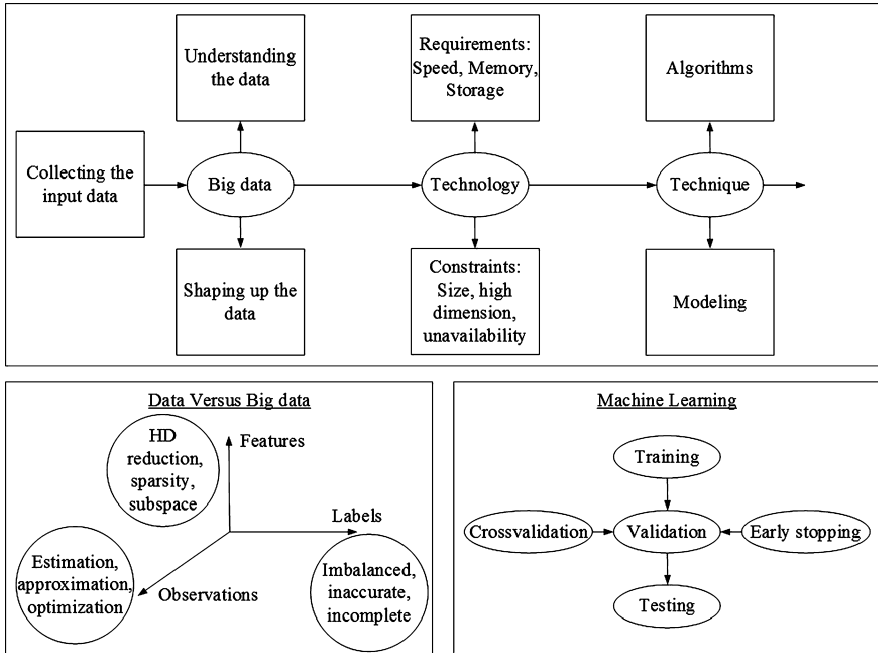 Understanding
the data
Requirements:
Speed, Memory,
Storage
Algorithms
Collecting the
input data
Big data
Technology
Technique
Shaping up the
data
Constraints:
Size, high
dimension,
unavailability
Modeling
Data Versus Big data
HD
reduction,
sparsity,
subspace
Features
Labels
Estimation,
approximation,
optimization
Observations
Imbalanced,
inaccurate,
incomplete
Machine Learning
Training
Crossvalidation
Validation
Early stopping
Testing